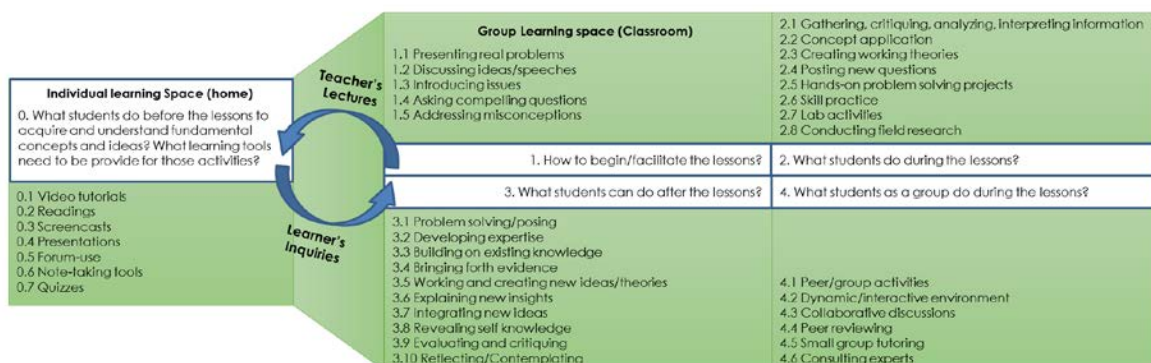 Individual learning Space (home)
0. What students do before the lessons to
acquire and understand fundamental
concepts and ideas? What learning tools
need to be provide for those activities?
0.1 Video tutorials
0.2 Readings
0.3 Screencasts
0.4 Presentations
0.5 Forum-use
0.6 Note-taking tools
0.7 Quizzes
Teacher's
Lectures
Learner's
Inquiries
Group Learning space (Classroom)
1.1 Presenting real problems
1.2 Discussing ideas/speeches
1.3 Introducing issues
1.4 Asking compelling questions
1.5 Addressing misconceptions
2.1 Gathering, critiquing, analyzing, interpreting information
2.2 Concept application
2.3 Creating working theories
2.4 Posting new questions
2.5 Hands-on problem solving projects
2.6 Skill practice
2.7 Lab activities
2.8 Conducting field research
1. How to begin/facilitate the lessons?
2. What students do during the lessons?
3. What students can do after the lessons?
4. What students as a group do during the lessons?
3.1 Problem solving/posing
3.2 Developing expertise
3.3 Building on existing knowledge
3.4 Bringing forth evidence
3.5 Working and creating new ideas/theories
3.6 Explaining new insights
3.7 Integrating new ideas
3.8 Revealing self knowledge
3.9 Evaluating and critiquing
3.10 Reflecting/Contemplating
4.1 Peer/group activities
4.2 Dynamic/interactive environment
4.3 Collaborative discussions
4.4 Peer reviewing
4.5 Small group tutoring
4.6 Consulting experts